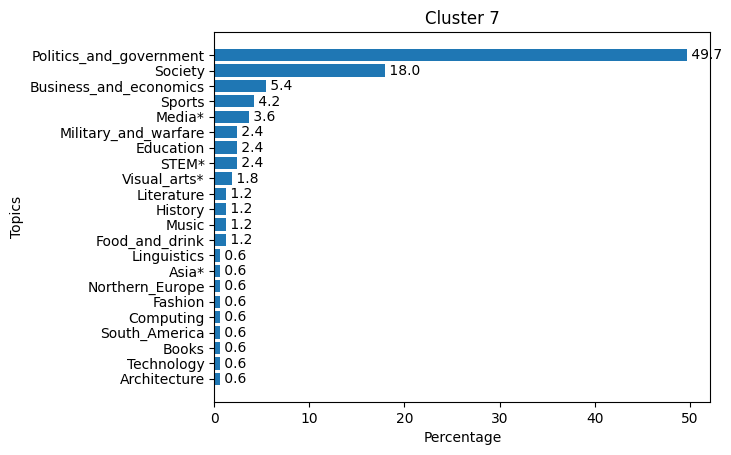 Cluster 7
Politics_and_government 49.7
Society 18.0
Business_and_economics 5.4
Sports 4.2
Media* 3.6
Military_and_warfare 2.4
Education 2.4
STEM* 2.4
Visual_arts* 1.8
Literature 1.2
History 1.2
Music 1.2
Food_and_drink 1.2
Linguistics 0.6
Asia* 0.6
Northern_Europe 0.6
Fashion 0.6
Computing 0.6
South_America 0.6
Books 0.6
Technology 0.6
Architecture 0.6
Topics
0 10 20 30 40 50
Percentage